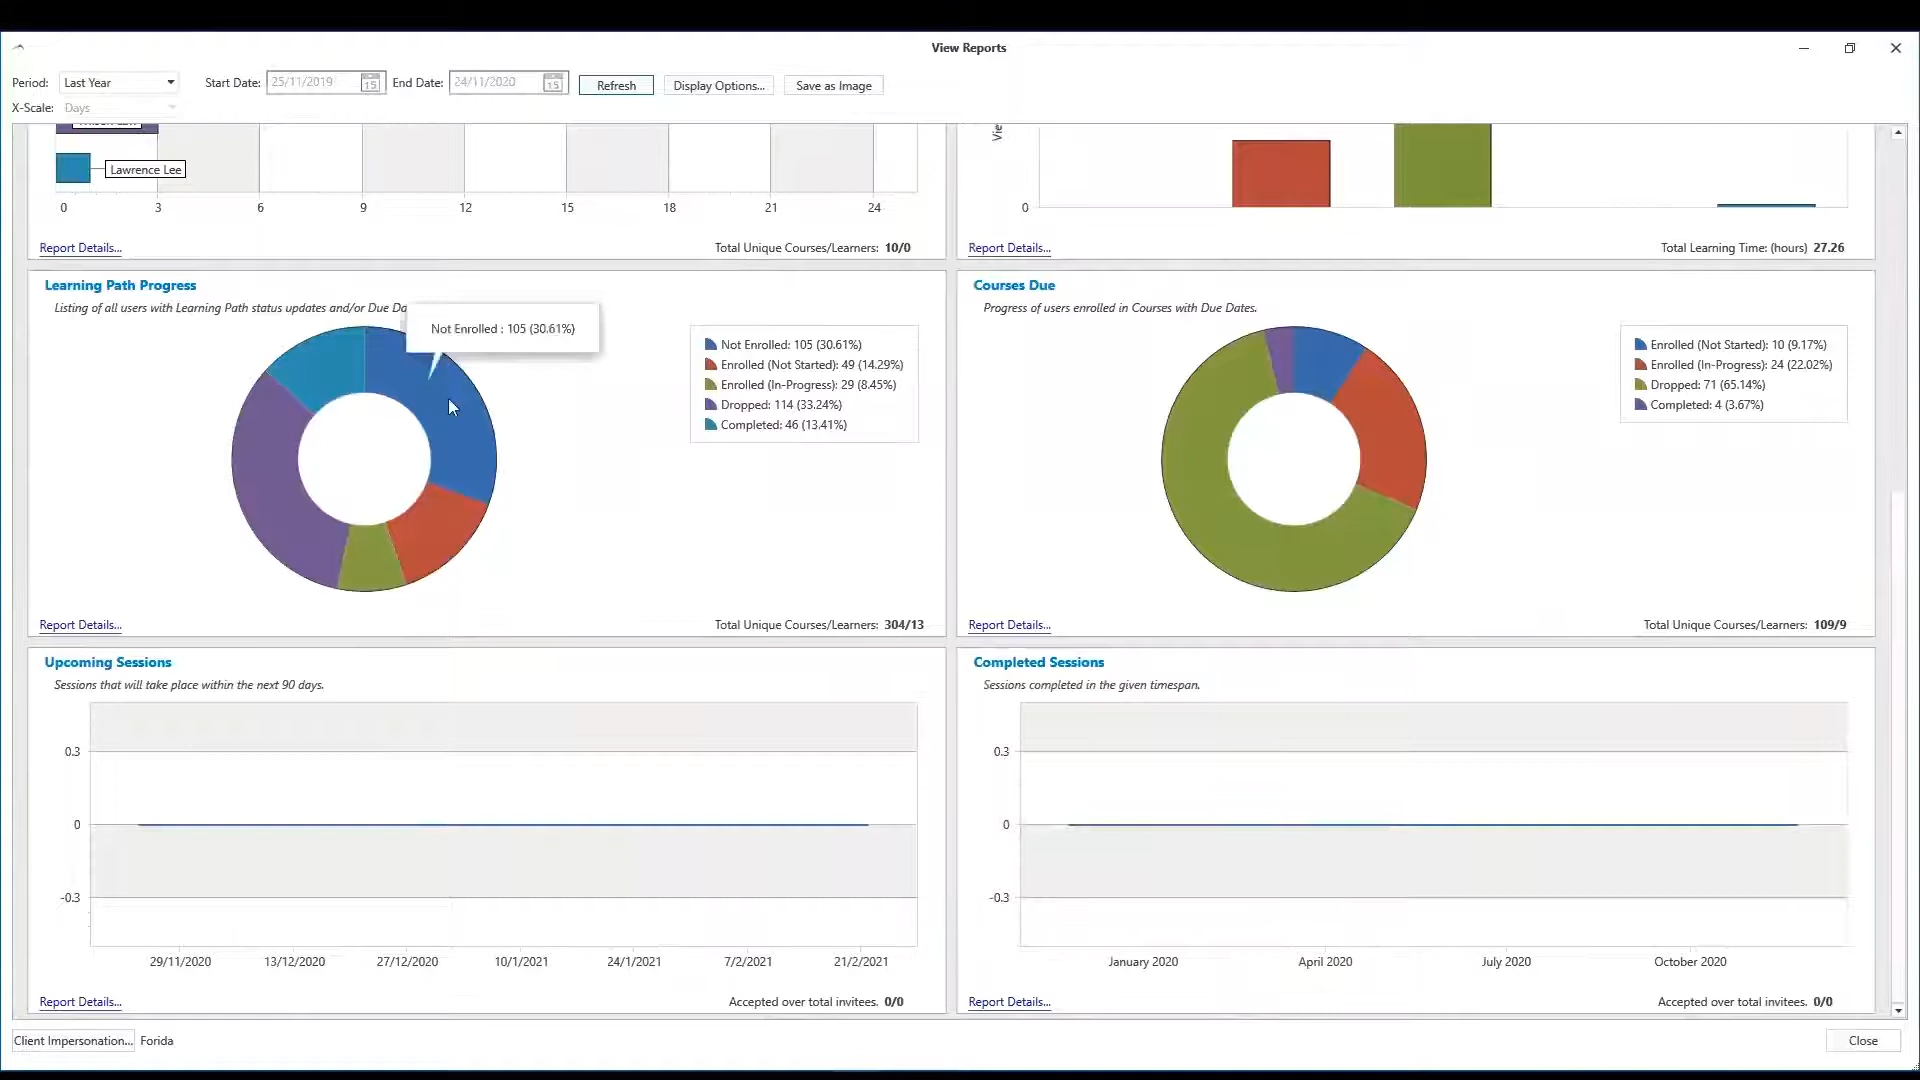 View Reports
Period: Last Year Start Date: 25/11/2019 15 End Date: 24/11/2020 15 Refresh Display Options... Save as Image
X-Scale: Days
Lawrence Lee
0 3 6 9 12 15 18 21 24
Report Details... Total Unique Courses/Learners: 10/0
Vie
0
Report Details... Total Learning Time: (hours) 27.26
Learning Path Progress
Listing of all users with Learning Path status updates and/or Due Da
Not Enrolled : 105 (30.61%)
Not Enrolled: 105 (30.61%)
Enrolled (Not Started): 49 (14.29%)
Enrolled (In-Progress): 29 (8.45%)
Dropped: 114 (33.24%)
Completed: 46 (13.41%)
Report Details... Total Unique Courses/Learners: 304/13
Courses Due
Progress of users enrolled in Courses with Due Dates.
Enrolled (Not Started): 10 (9.17%)
Enrolled (In-Progress): 24 (22.02%)
Dropped: 71 (65.14%)
Completed: 4 (3.67%)
Report Details... Total Unique Courses/Learners: 109/9
Upcoming Sessions
Sessions that will take place within the next 90 days.
0.3
0
-0.3
29/11/2020 13/12/2020 27/12/2020 10/1/2021 24/1/2021 7/2/2021 21/2/2021
Report Details... Accepted over total invitees. 0/0
Completed Sessions
Sessions completed in the given timespan.
0.3
0
-0.3
January 2020 April 2020 July 2020 October 2020
Report Details... Accepted over total invitees. 0/0
Client Impersonation... Forida Close